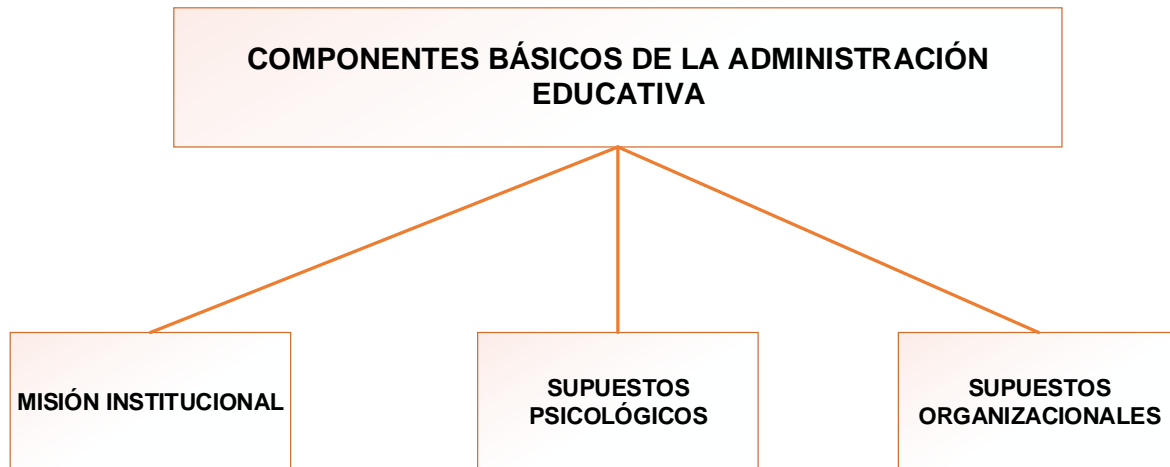 COMPONENTES BÁSICOS DE LA ADMINISTRACIÓN
EDUCATIVA
MISIÓN INSTITUCIONAL
SUPUESTOS
PSICOLÓGICOS
SUPUESTOS
ORGANIZACIONALES